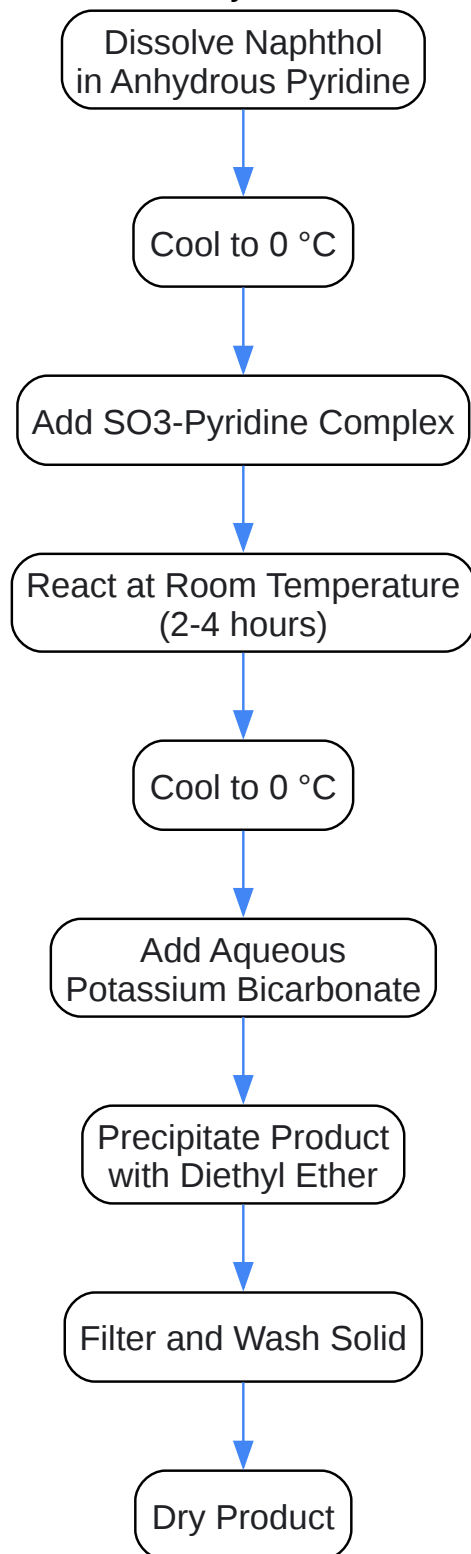 Dissolve Naphthol
in Anhydrous Pyridine
Cool to 0 °C
Add SO3-Pyridine Complex
React at Room Temperature
(2-4 hours)
Cool to 0 °C
Add Aqueous
Potassium Bicarbonate
Precipitate Product
with Diethyl Ether
Filter and Wash Solid
Dry Product